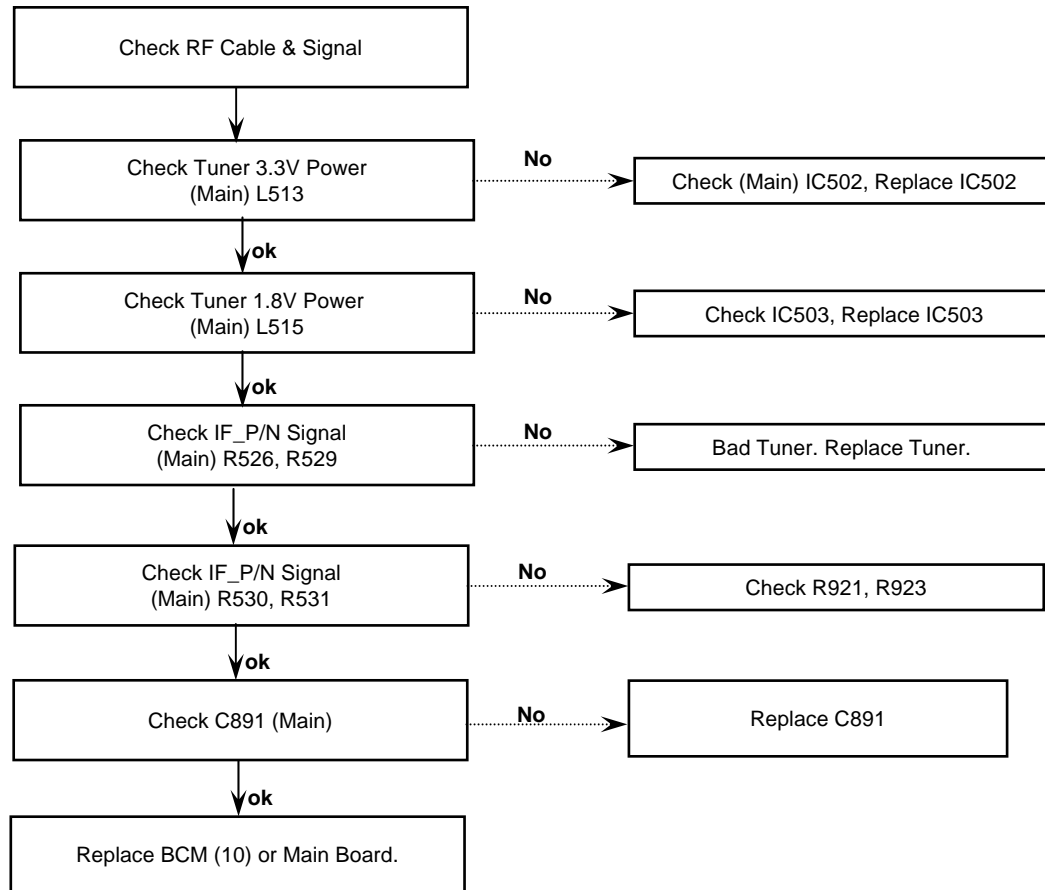 Check RF Cable & Signal
Check Tuner 3.3V Power
(Main) L513
No
Check (Main) IC502, Replace IC502
ok
Check Tuner 1.8V Power
(Main) L515
No
Check IC503, Replace IC503
ok
Check IF_P/N Signal
(Main) R526, R529
No
Bad Tuner. Replace Tuner.
ok
Check IF_P/N Signal
(Main) R530, R531
No
Check R921, R923
ok
Check C891 (Main)
No
Replace C891
ok
Replace BCM (10) or Main Board.